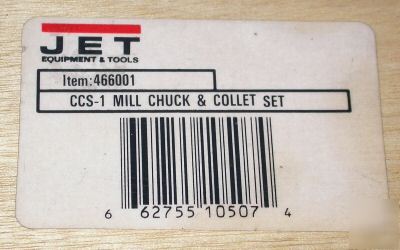 JET
EQUIPMENT & TOOLS
Item:466001
CCS-1 MILL CHUCK & COLLET SET
6 62755 10507 4